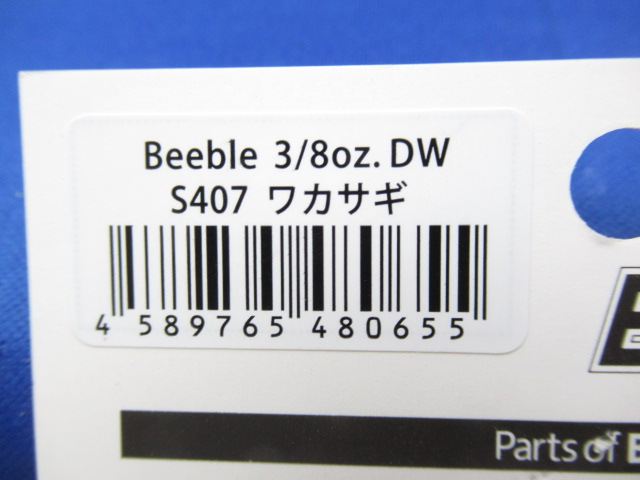 Beeble 3/8oz. DW
S407 ワカサギ
4 589765 480655
Parts of